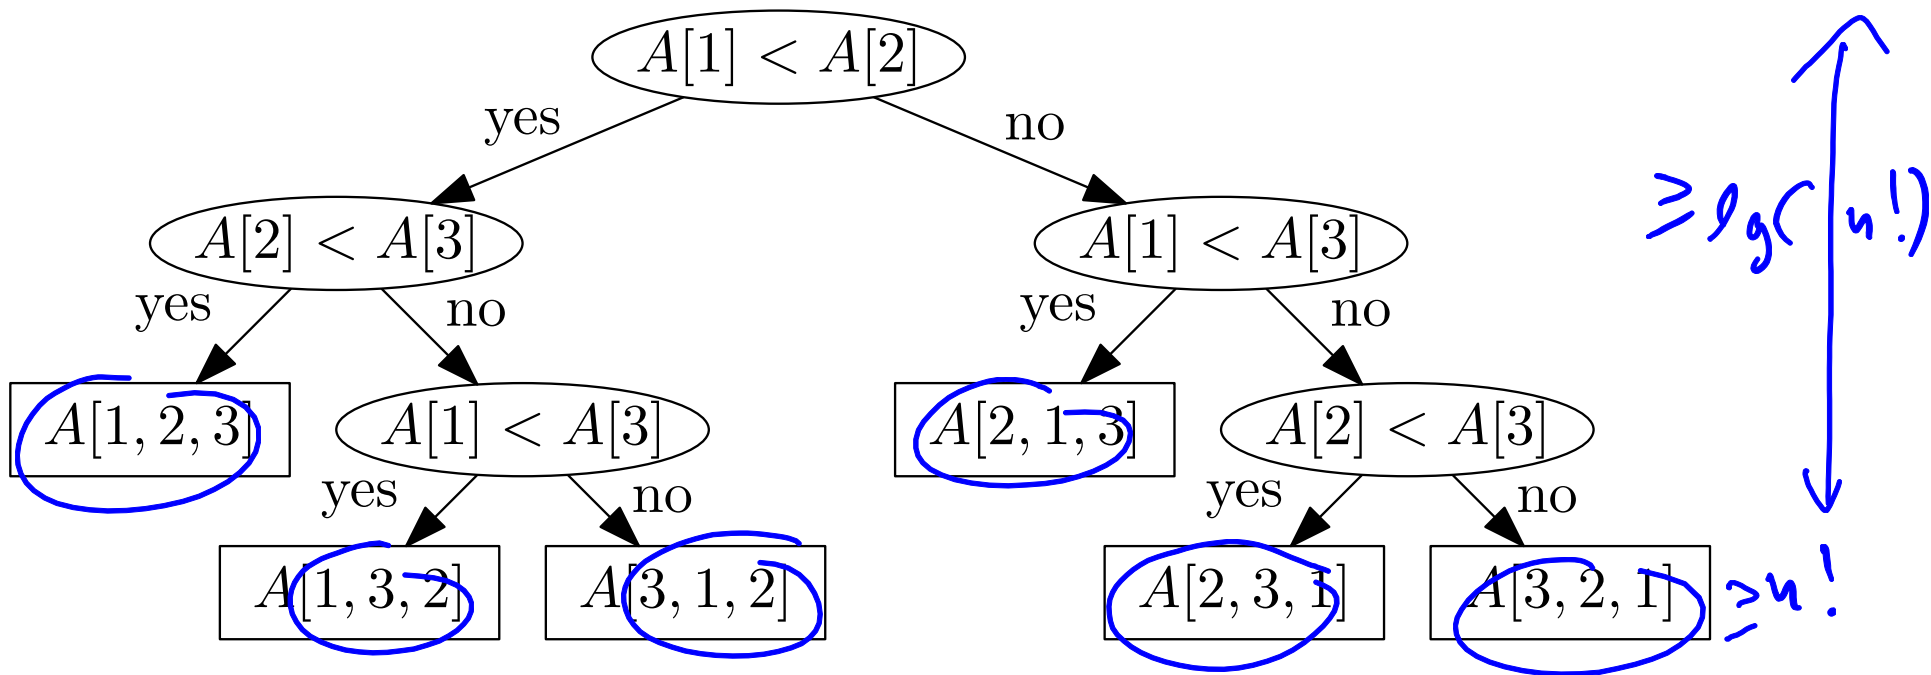 A[1] < A[2]
yes
no
A[2] < A[3]
A[1] < A[3]
≥ lg(n!)
yes
no
yes
no
A[1, 2, 3]
A[1] < A[3]
A[2, 1, 3]
A[2] < A[3]
yes
no
yes
no
A[1, 3, 2]
A[3, 1, 2]
A[2, 3, 1]
A[3, 2, 1]
≥ n!